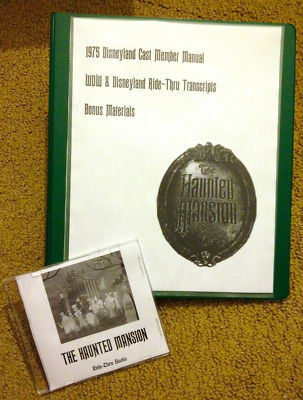 1975 Disneyland Cast Member Manual
WDW & Disneyland Ride-Thru Transcripts
Bonus Materials
The
Haunted
Mansion
THE HAUNTED MANSION
Ride-Thru Audio